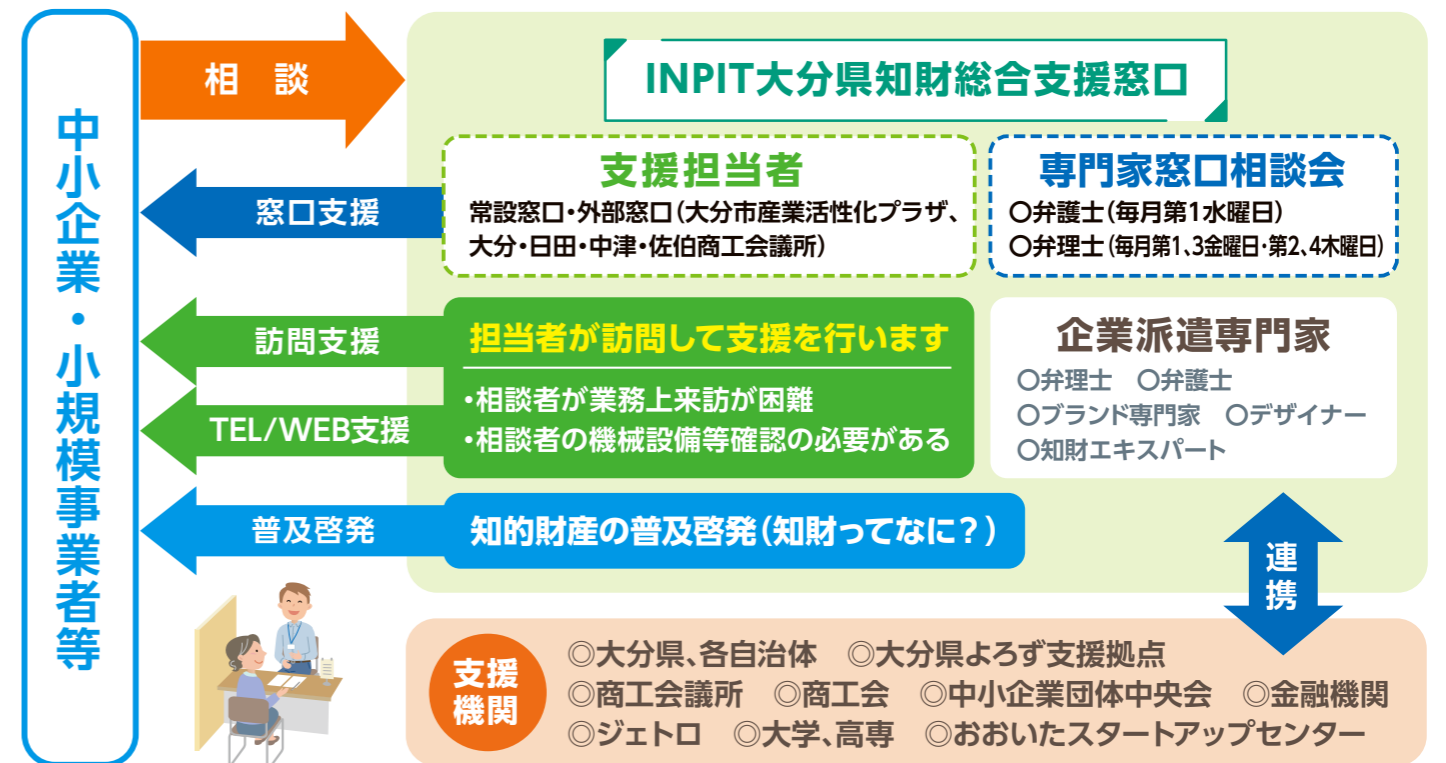 中小企業・小規模事業者等
相　談
INPIT大分県知財総合支援窓口
窓口支援
支援担当者
常設窓口・外部窓口（大分市産業活性化プラザ、
大分・日田・中津・佐伯商工会議所）
専門家窓口相談会
〇弁護士（毎月第1水曜日）
〇弁理士（毎月第1、3金曜日・第2、4木曜日）
訪問支援
TEL/WEB支援
担当者が訪問して支援を行います
・相談者が業務上来訪が困難
・相談者の機械設備等確認の必要がある
企業派遣専門家
〇弁理士　〇弁護士
〇ブランド専門家　〇デザイナー
〇知財エキスパート
普及啓発
知的財産の普及啓発（知財ってなに？）
連携
支援
機関
◎大分県、各自治体　◎大分県よろず支援拠点
◎商工会議所　◎商工会　◎中小企業団体中央会　◎金融機関
◎ジェトロ　◎大学、高専　◎おおいたスタートアップセンター